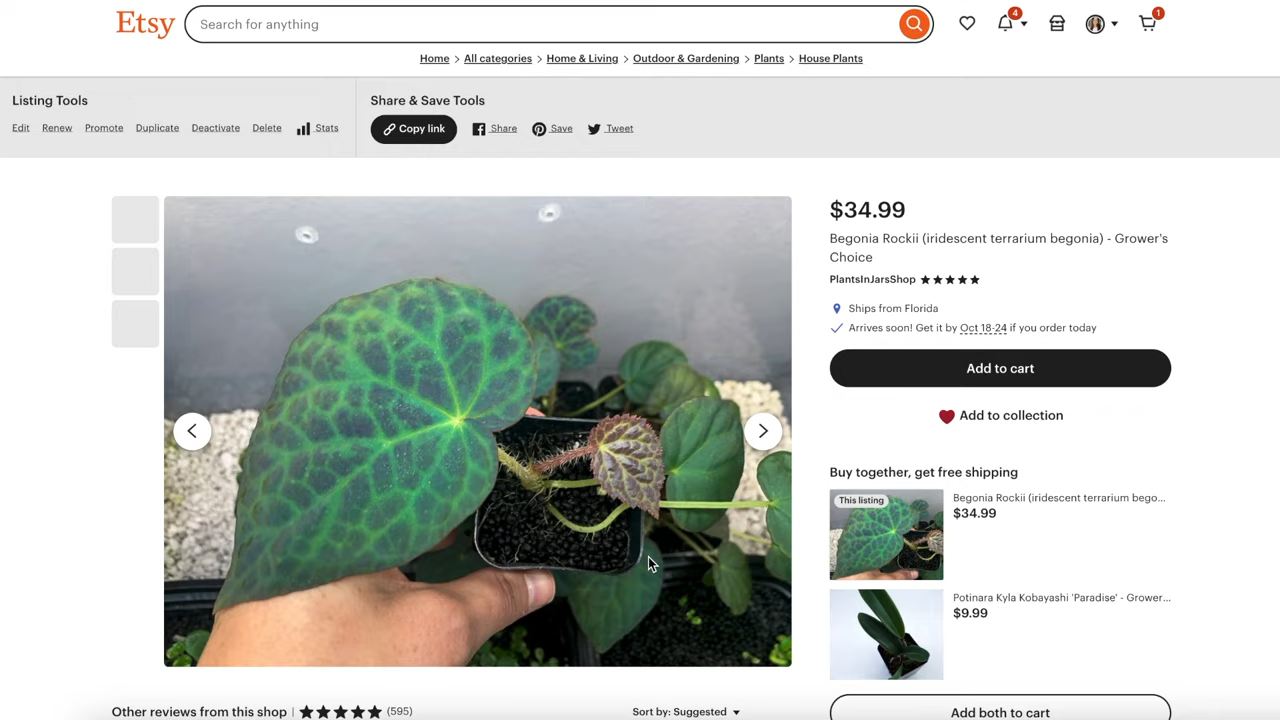 Etsy
Search for anything
4
1
Home > All categories > Home & Living > Outdoor & Gardening > Plants > House Plants
Listing Tools
Edit Renew Promote Duplicate Deactivate Delete Stats
Share & Save Tools
Copy link Share Save Tweet
$34.99
Begonia Rockii (iridescent terrarium begonia) - Grower's
Choice
PlantsInJarsShop
Ships from Florida
Arrives soon! Get it by Oct 18-24 if you order today
Add to cart
Add to collection
Buy together, get free shipping
This listing
Begonia Rockii (iridescent terrarium bego...
$34.99
Potinara Kyla Kobayashi 'Paradise' - Grower...
$9.99
Add both to cart
Other reviews from this shop | (595)
Sort by: Suggested